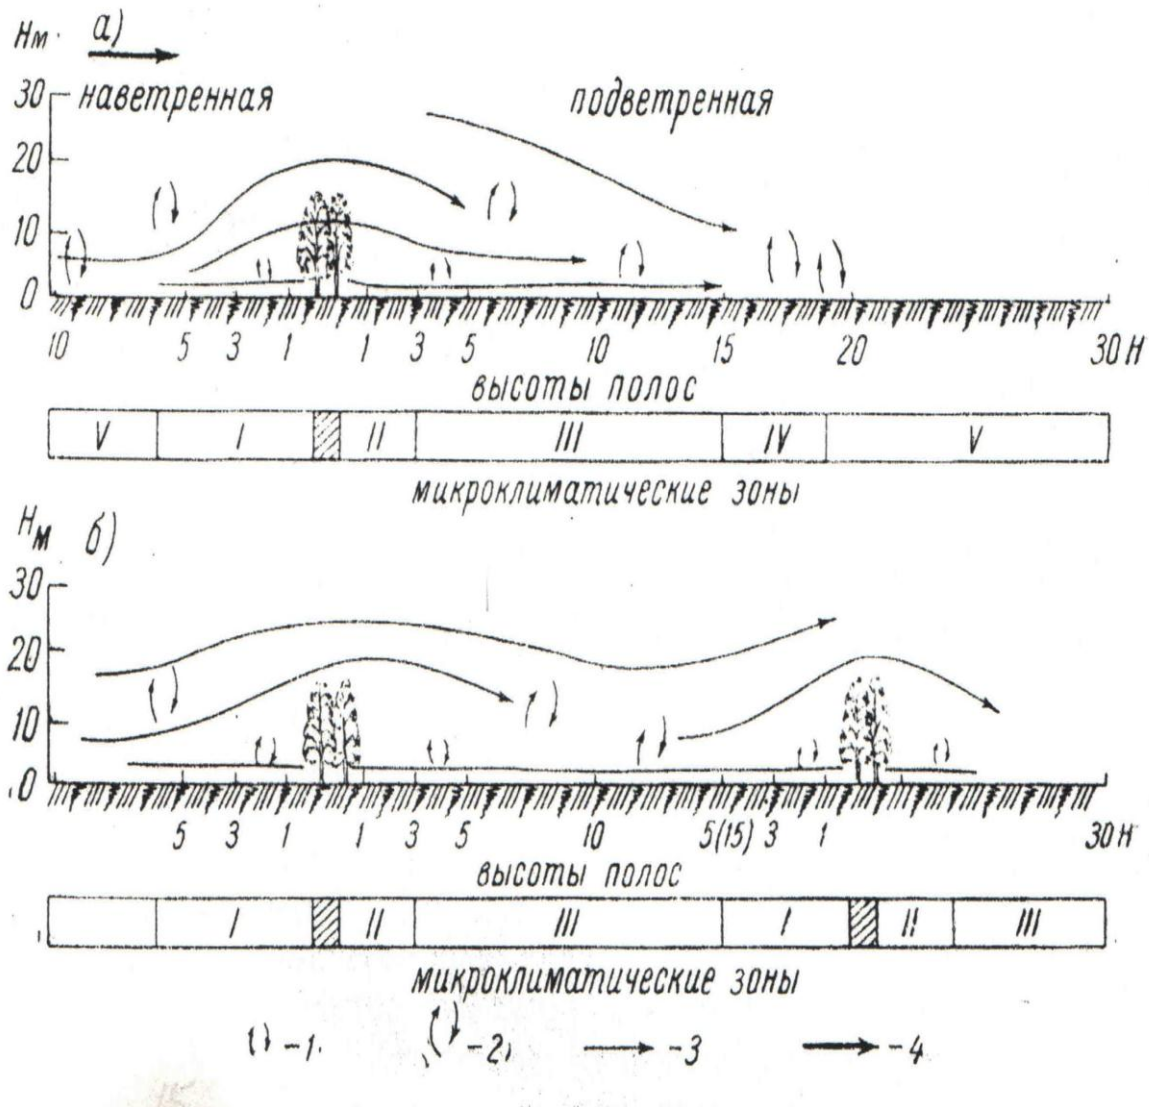 Нм. а)
30 наветренная подветренная
20
10
0
10 5 3 1 1 3 5 10 15 20 30 Н
высоты полос
V I II III IV V
микроклиматические зоны
Нм б)
30
20
10
0
5 3 1 1 3 5 10 5(15) 3 1 30 Н
высоты полос
I II III I II III
микроклиматические зоны
-1. -2, -3 -4